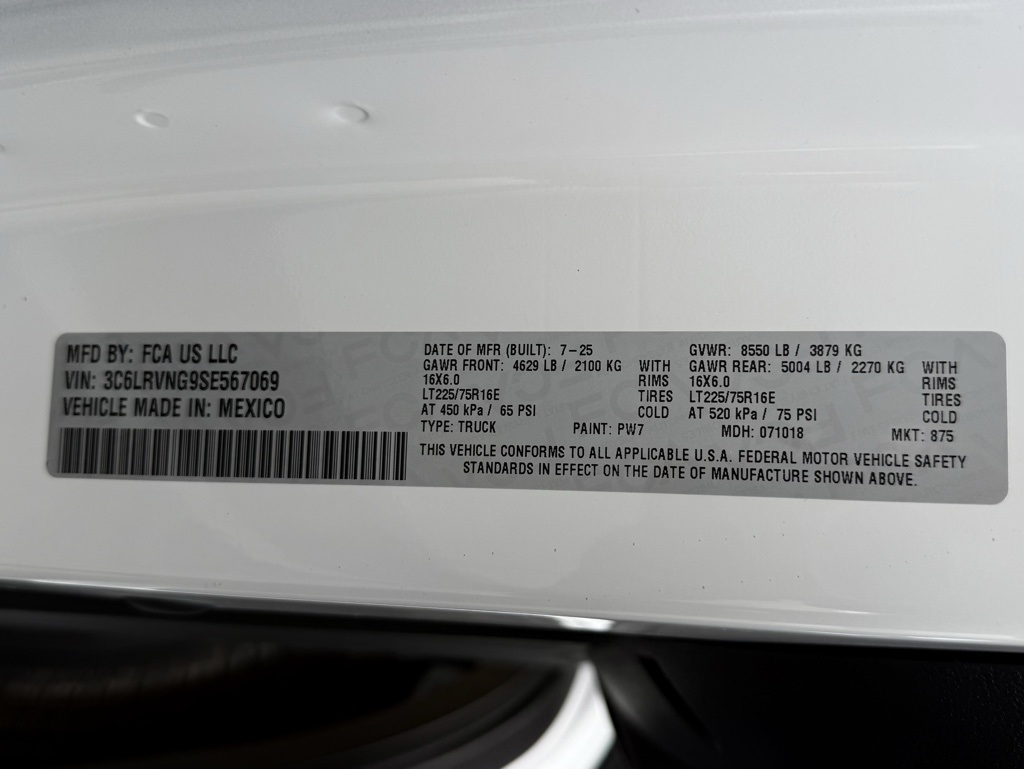 MFD BY: FCA US LLC
VIN: 3C6LRVNG9SE567069
VEHICLE MADE IN: MEXICO
DATE OF MFR (BUILT): 7-25
GAWR FRONT: 4629 LB / 2100 KG WITH
16X6.0 RIMS
LT225/75R16E TIRES
AT 450 kPa / 65 PSI COLD
GVWR: 8550 LB / 3879 KG
GAWR REAR: 5004 LB / 2270 KG WITH
16X6.0 RIMS
LT225/75R16E TIRES
AT 520 kPa / 75 PSI COLD
TYPE: TRUCK PAINT: PW7 MDH: 071018 MKT: 875
THIS VEHICLE CONFORMS TO ALL APPLICABLE U.S.A. FEDERAL MOTOR VEHICLE SAFETY
STANDARDS IN EFFECT ON THE DATE OF MANUFACTURE SHOWN ABOVE.